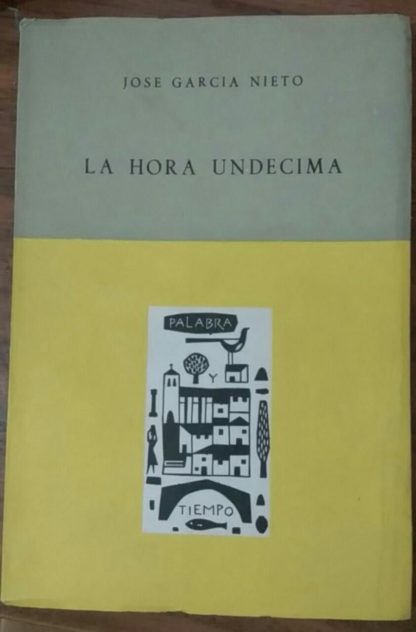 JOSE GARCIA NIETO
LA HORA UNDECIMA
PALABRA
Y
TIEMPO